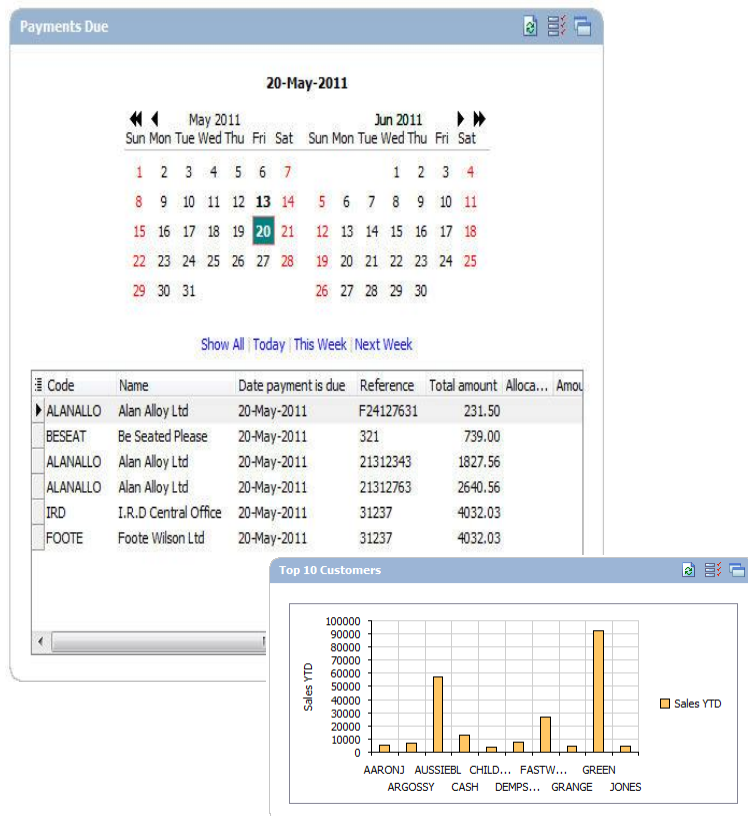 Payments Due
20-May-2011
May 2011 Jun 2011
Sun Mon Tue Wed Thu Fri Sat Sun Mon Tue Wed Thu Fri Sat
1 2 3 4 5 6 7 1 2 3 4
8 9 10 11 12 13 14 5 6 7 8 9 10 11
15 16 17 18 19 20 21 12 13 14 15 16 17 18
22 23 24 25 26 27 28 19 20 21 22 23 24 25
29 30 31 26 27 28 29 30
Show All | Today | This Week | Next Week
Code Name Date payment is due Reference Total amount Alloca... Amou
ALANALLO Alan Alloy Ltd 20-May-2011 F24127631 231.50
BESEAT Be Seated Please 20-May-2011 321 739.00
ALANALLO Alan Alloy Ltd 20-May-2011 21312343 1827.56
ALANALLO Alan Alloy Ltd 20-May-2011 21312763 2640.56
IRD I.R.D Central Office 20-May-2011 31237 4032.03
FOOTE Foote Wilson Ltd 20-May-2011 31237 4032.03
Top 10 Customers
100000
90000
80000
70000
60000
50000
40000
30000
20000
10000
0
Sales YTD
Sales YTD
AARONJ AUSSIEBL CHILD... FASTW... GREEN
ARGOSSY CASH DEMPS... GRANGE JONES